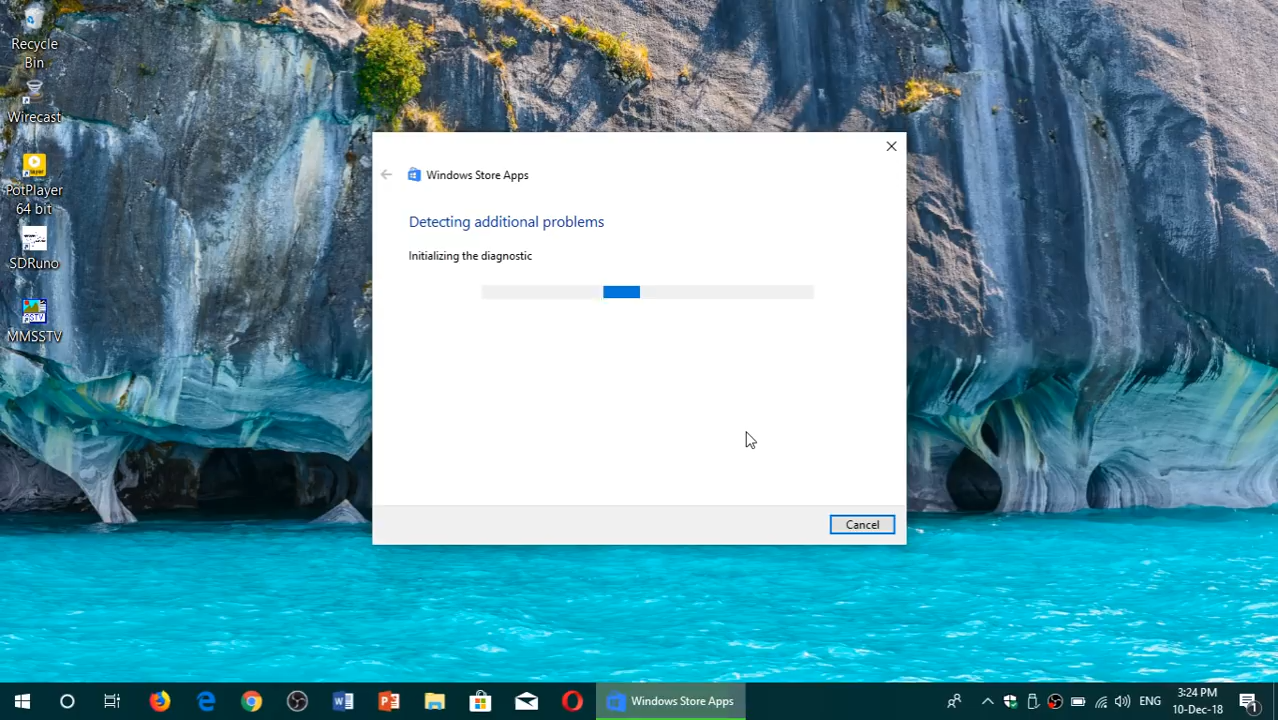 Recycle
Bin
Wirecast
PotPlayer
64 bit
SDRuno
MMSSTV
Windows Store Apps
Detecting additional problems
Initializing the diagnostic
Cancel
Windows Store Apps
ENG
3:24 PM
10-Dec-18
1